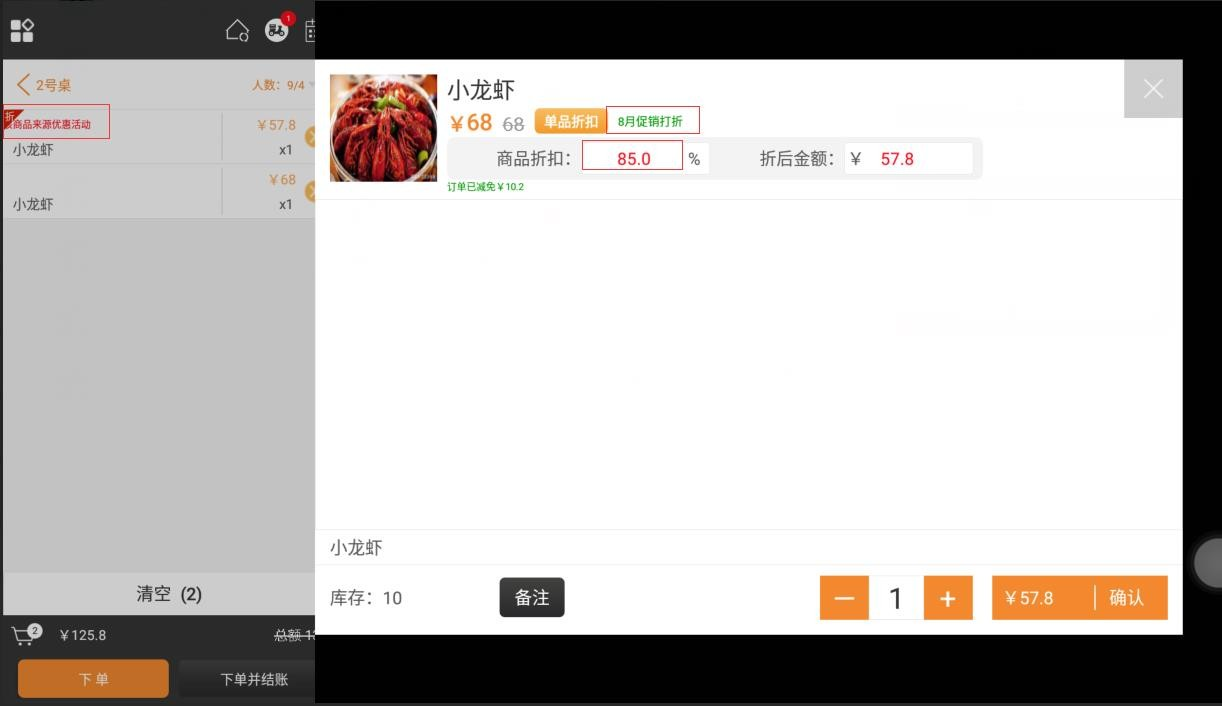 1
2号桌
人数：9/4
折
商品来源优惠活动
￥57.8
小龙虾
x1
￥68
小龙虾
x1
清空 (2)
2
￥125.8
总额
下单
下单并结账
小龙虾
￥68 68 单品折扣 8月促销打折
商品折扣： 85.0 % 折后金额： ￥ 57.8
订单已减免￥10.2
小龙虾
库存：10
备注
1
￥57.8 确认